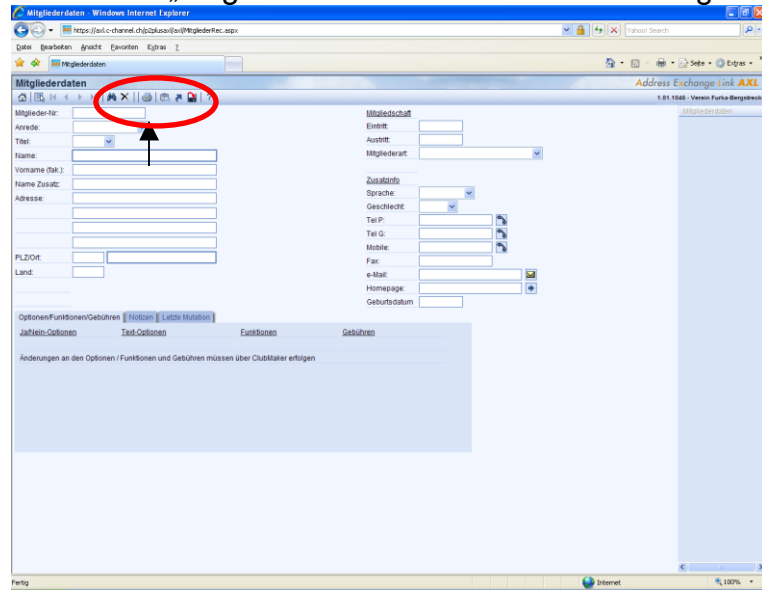 Mitgliederdaten - Windows Internet Explorer
https://axl.c-channel.ch/p2plusaxl/axl/MitgliederRec.aspx
Yahoo! Search
Datei Bearbeiten Ansicht Favoriten Extras ?
Mitgliederdaten
Seite Extras
Mitgliederdaten
Address Exchange Link AXL
1.01.1046 - Verein Furka-Bergstreck
Mitglieder-Nr:
Mitgliedschaft
Mitgliederdaten
Anrede:
Eintritt:
Titel:
Austritt:
Name:
Mitgliederart:
Vorname (fak.):
Name Zusatz:
Zusatzinfo
Adresse:
Sprache:
Geschlecht:
Tel P:
Tel G:
Mobile:
PLZ/Ort:
Fax:
Land:
e-Mail:
Homepage:
Geburtsdatum
Optionen/Funktionen/Gebühren Notizen Letzte Mutation
Ja/Nein-Optionen Text-Optionen Funktionen Gebühren
Änderungen an den Optionen / Funktionen und Gebühren müssen über ClubMaker erfolgen
Fertig
Internet
100%